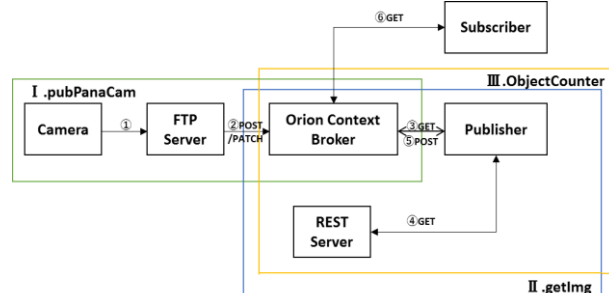 ⑥GET
Subscriber
Ⅰ.pubPanaCam
Ⅲ.ObjectCounter
Camera
①
FTP
Server
②POST
/PATCH
Orion Context
Broker
③GET
⑤POST
Publisher
REST
Server
④GET
Ⅱ.getImg